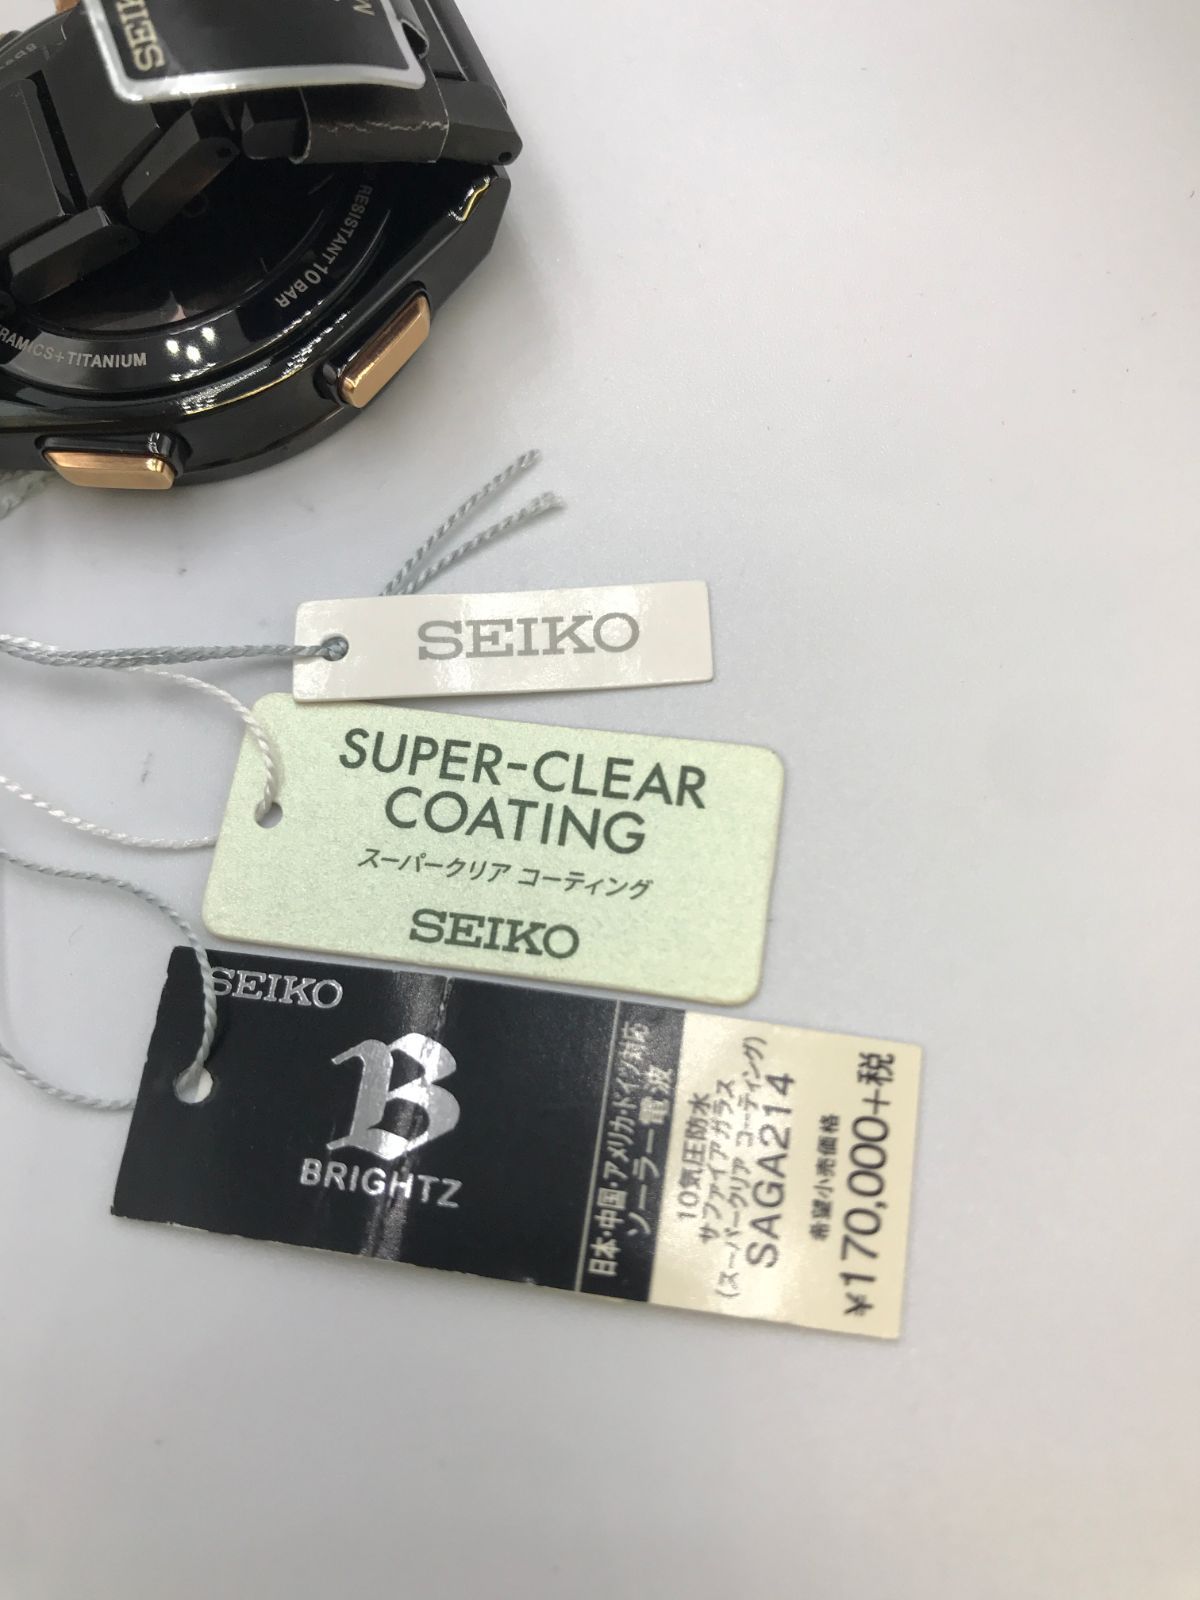 SEIKO
RESISTANT 10 BAR
RAMICS+TITANIUM
SEIKO
SUPER-CLEAR
COATING
スーパークリア コーティング
SEIKO
SEIKO
B
BRIGHTZ
日本・中国・アメリカ・ドイツ対応
ソーラー電波
10気圧防水
サファイアガラス
(スーパークリア コーティング)
SAGA214
希望小売価格
¥170,000+税